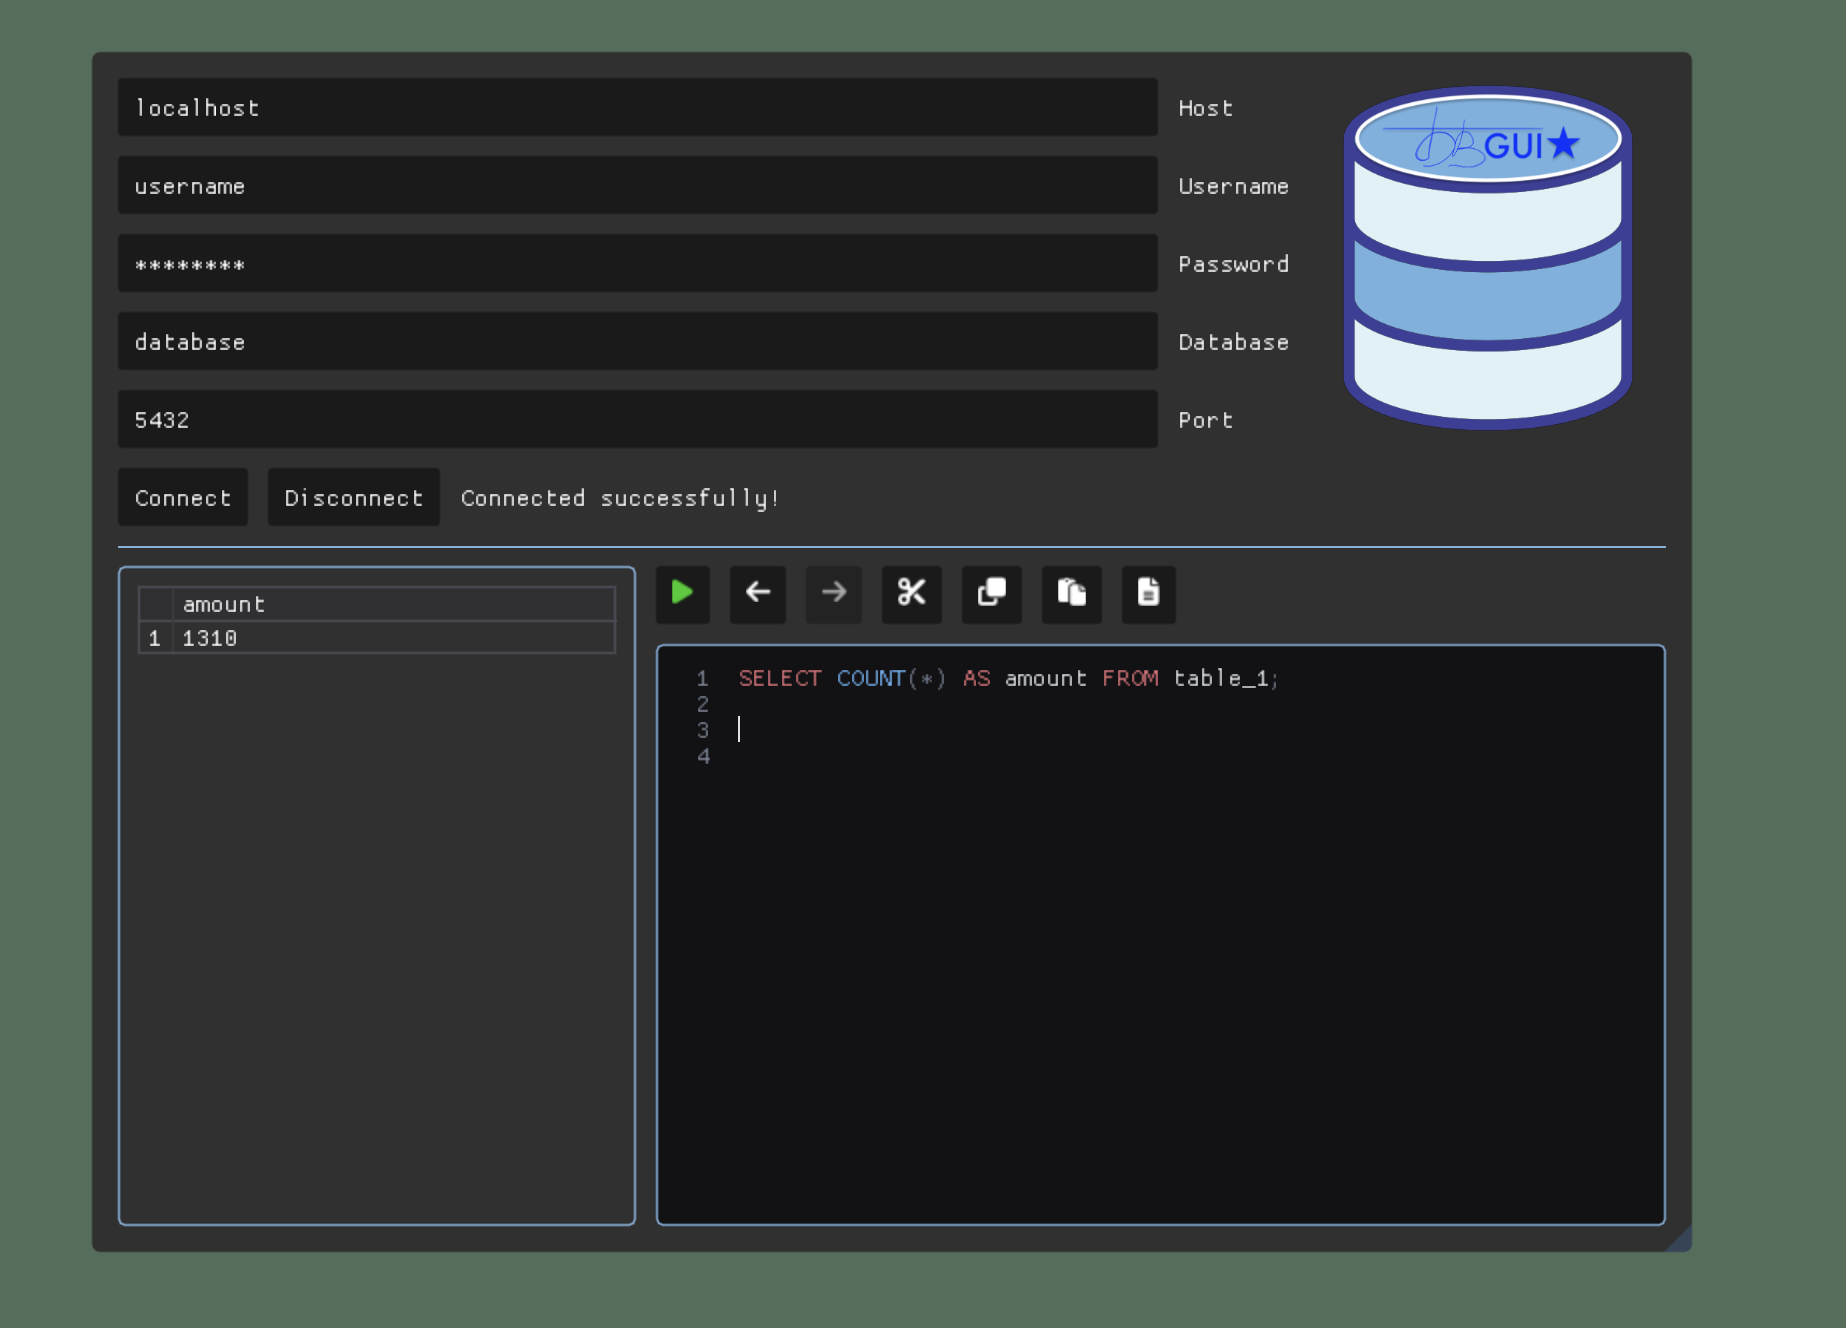 localhost Host
username Username
******** Password
database Database
5432 Port
DBGUI★
Connect Disconnect Connected successfully!
amount
1 1310
1 SELECT COUNT(*) AS amount FROM table_1;
2
3
4